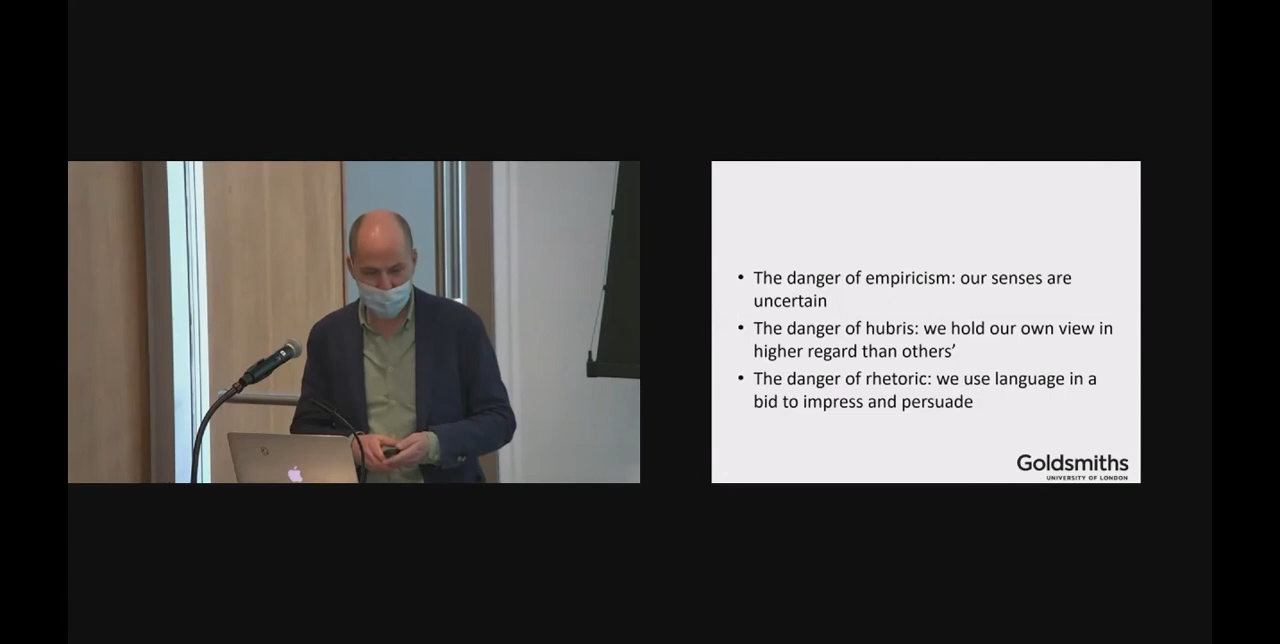 • The danger of empiricism: our senses are
uncertain
• The danger of hubris: we hold our own view in
higher regard than others’
• The danger of rhetoric: we use language in a
bid to impress and persuade
Goldsmiths
UNIVERSITY OF LONDON